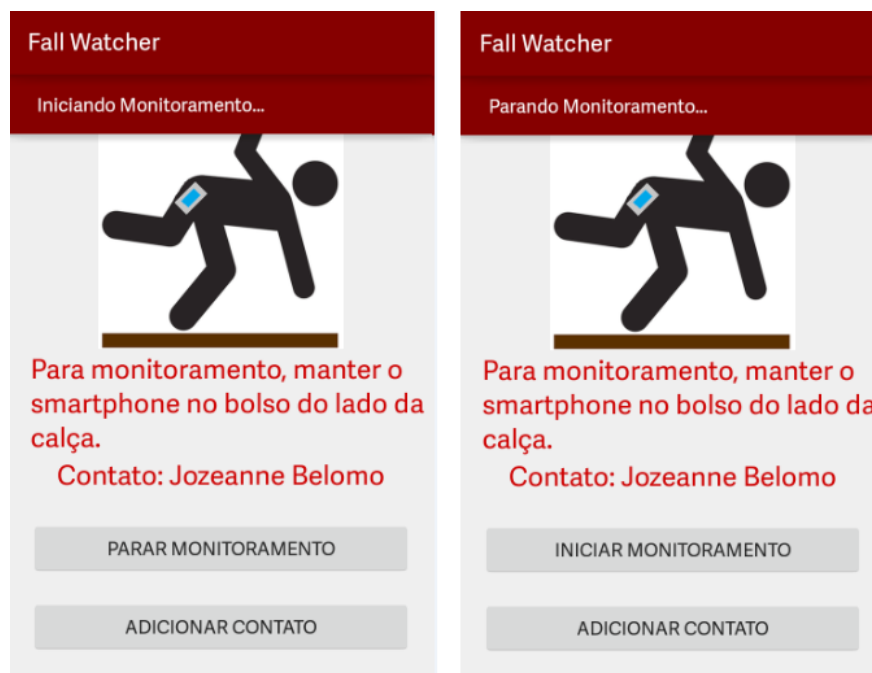 Fall Watcher
Iniciando Monitoramento...
Para monitoramento, manter o
smartphone no bolso do lado da
calça.
Contato: Jozeanne Belomo
PARAR MONITORAMENTO
ADICIONAR CONTATO
Fall Watcher
Parando Monitoramento...
Para monitoramento, manter o
smartphone no bolso do lado da
calça.
Contato: Jozeanne Belomo
INICIAR MONITORAMENTO
ADICIONAR CONTATO